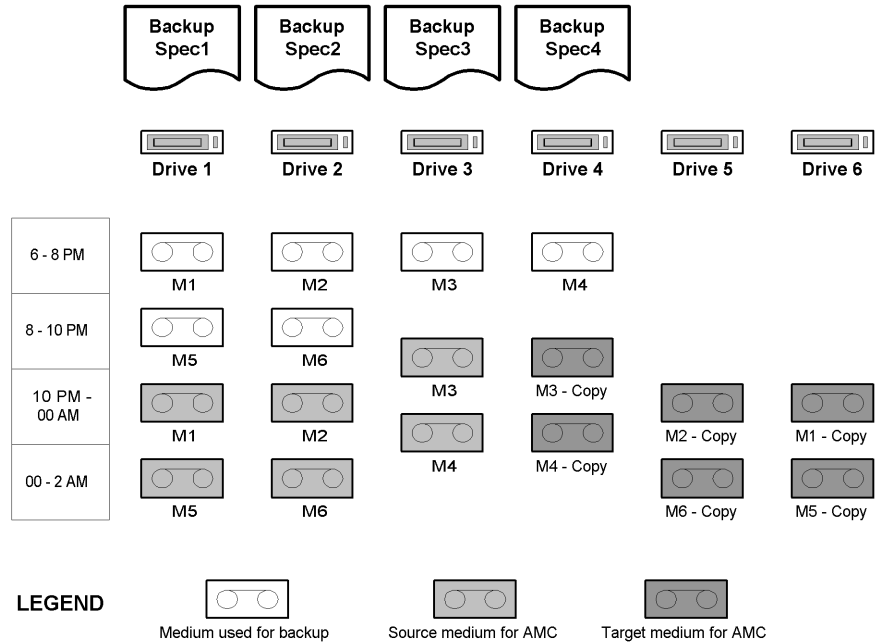 Backup Spec1
Backup Spec2
Backup Spec3
Backup Spec4
Drive 1
Drive 2
Drive 3
Drive 4
Drive 5
Drive 6
6 - 8 PM
M1
M2
M3
M4
8 - 10 PM
M5
M6
M3
M3 - Copy
10 PM -
00 AM
M1
M2
M2 - Copy
M1 - Copy
M4
M4 - Copy
00 - 2 AM
M5
M6
M6 - Copy
M5 - Copy
LEGEND
Medium used for backup
Source medium for AMC
Target medium for AMC